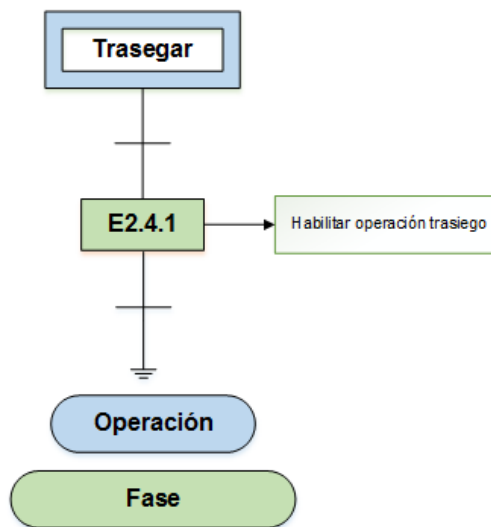 Trasegar
E2.4.1
Habilitar operación trasiego
Operación
Fase